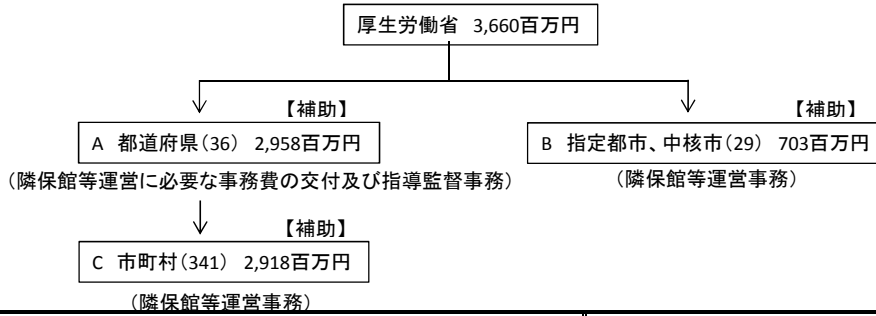 厚生労働省 3,660百万円
【補助】
A 都道府県(36) 2,958百万円
(隣保館等運営に必要な事務費の交付及び指導監督事務)
【補助】
B 指定都市、中核市(29) 703百万円
(隣保館等運営事務)
【補助】
C 市町村(341) 2,918百万円
(隣保館等運営事務)